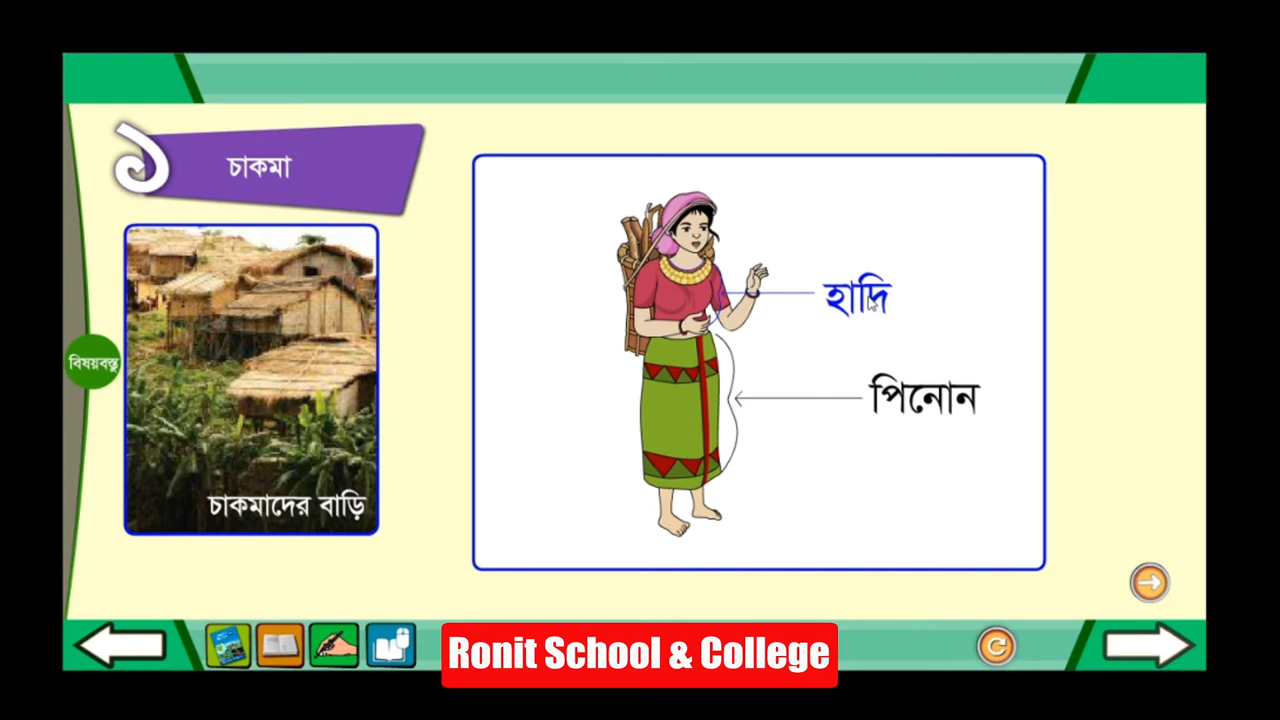 ১
চাকমা
হাদি
পিনোন
বিষয়বস্তু
চাকমাদের বাড়ি
Ronit School & College